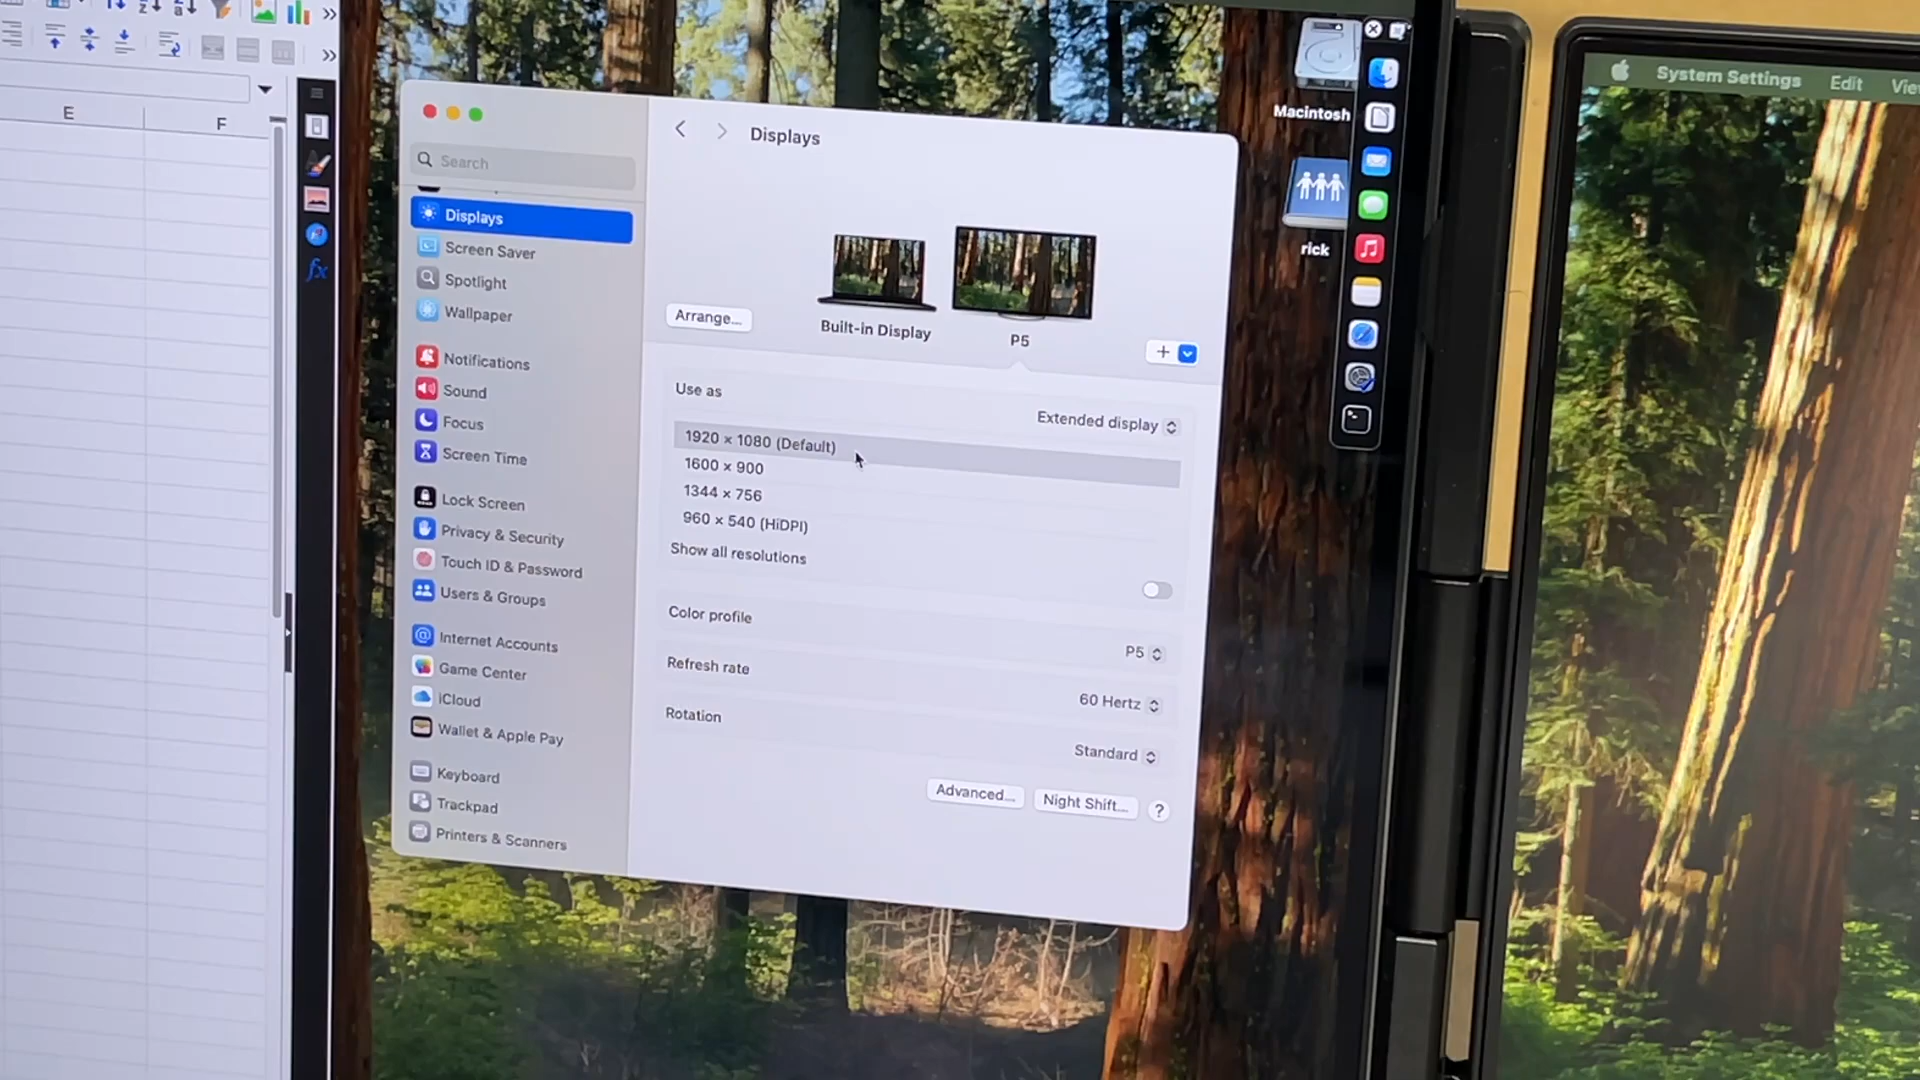 E
F
Search
Displays
Screen Saver
Spotlight
Wallpaper
Notifications
Sound
Focus
Screen Time
Lock Screen
Privacy & Security
Touch ID & Password
Users & Groups
Internet Accounts
Game Center
iCloud
Wallet & Apple Pay
Keyboard
Trackpad
Printers & Scanners
Displays
Arrange...
Built-in Display
P5
Use as
Extended display
1920 × 1080 (Default)
1600 × 900
1344 × 756
960 × 540 (HiDPI)
Show all resolutions
Color profile
P5
Refresh rate
60 Hertz
Rotation
Standard
Advanced...
Night Shift...
?
Macintosh
rick
System Settings Edit